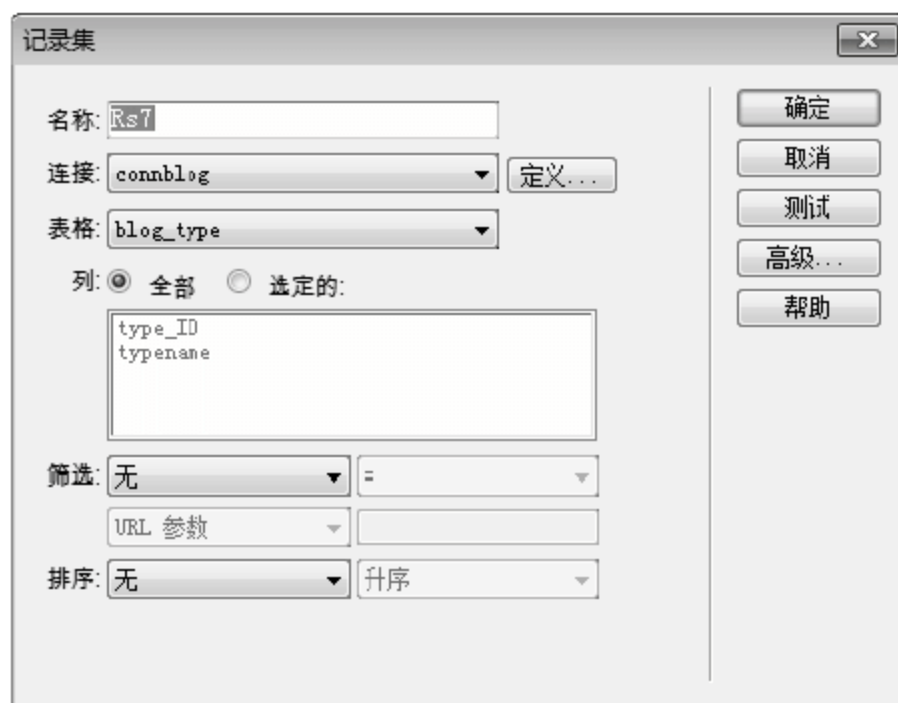 记录集
名称: Rs7
连接: connblog 定义...
表格: blog_type
列: 全部 选定的:
type_ID
typename
筛选: 无 =
URL 参数
排序: 无 升序
确定
取消
测试
高级...
帮助